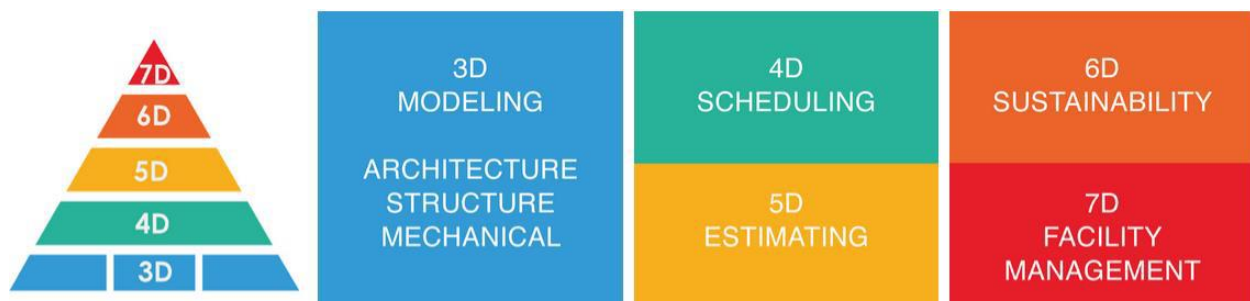 7D
6D
5D
4D
3D
3D
MODELING
ARCHITECTURE
STRUCTURE
MECHANICAL
4D
SCHEDULING
5D
ESTIMATING
6D
SUSTAINABILITY
7D
FACILITY
MANAGEMENT